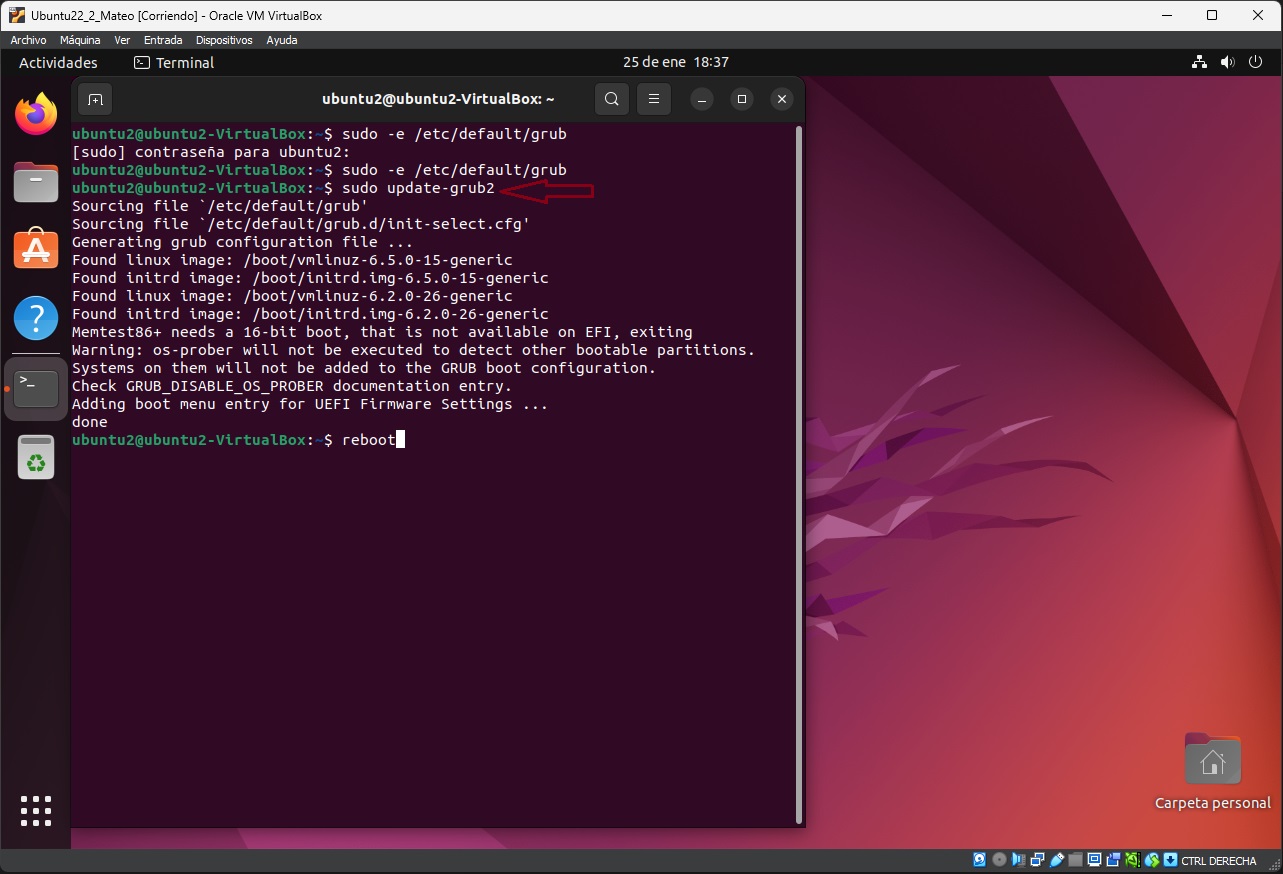 Ubuntu22_2_Mateo [Corriendo] - Oracle VM VirtualBox
Archivo Máquina Ver Entrada Dispositivos Ayuda
Actividades Terminal 25 de ene 18:37
ubuntu2@ubuntu2-VirtualBox: ~
ubuntu2@ubuntu2-VirtualBox:~$ sudo -e /etc/default/grub
[sudo] contraseña para ubuntu2:
ubuntu2@ubuntu2-VirtualBox:~$ sudo -e /etc/default/grub
ubuntu2@ubuntu2-VirtualBox:~$ sudo update-grub2
Sourcing file `/etc/default/grub'
Sourcing file `/etc/default/grub.d/init-select.cfg'
Generating grub configuration file ...
Found linux image: /boot/vmlinuz-6.5.0-15-generic
Found initrd image: /boot/initrd.img-6.5.0-15-generic
Found linux image: /boot/vmlinuz-6.2.0-26-generic
Found initrd image: /boot/initrd.img-6.2.0-26-generic
Memtest86+ needs a 16-bit boot, that is not available on EFI, exiting
Warning: os-prober will not be executed to detect other bootable partitions.
Systems on them will not be added to the GRUB boot configuration.
Check GRUB_DISABLE_OS_PROBER documentation entry.
Adding boot menu entry for UEFI Firmware Settings ...
done
ubuntu2@ubuntu2-VirtualBox:~$ reboot
Carpeta personal
CTRL DERECHA